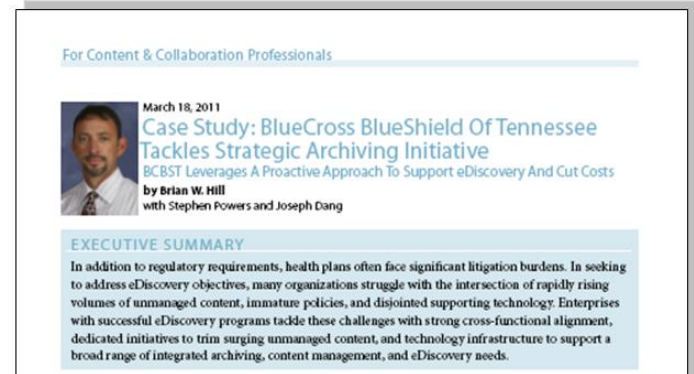 For Content & Collaboration Professionals
March 18, 2011
Case Study: BlueCross BlueShield Of Tennessee
Tackles Strategic Archiving Initiative
BCBST Leverages A Proactive Approach To Support eDiscovery And Cut Costs
by Brian W. Hill
with Stephen Powers and Joseph Dang
EXECUTIVE SUMMARY
In addition to regulatory requirements, health plans often face significant litigation burdens. In seeking
to address eDiscovery objectives, many organizations struggle with the intersection of rapidly rising
volumes of unmanaged content, immature policies, and disjointed supporting technology. Enterprises
with successful eDiscovery programs tackle these challenges with strong cross-functional alignment,
dedicated initiatives to trim surging unmanaged content, and technology infrastructure to support a
broad range of integrated archiving, content management, and eDiscovery needs.